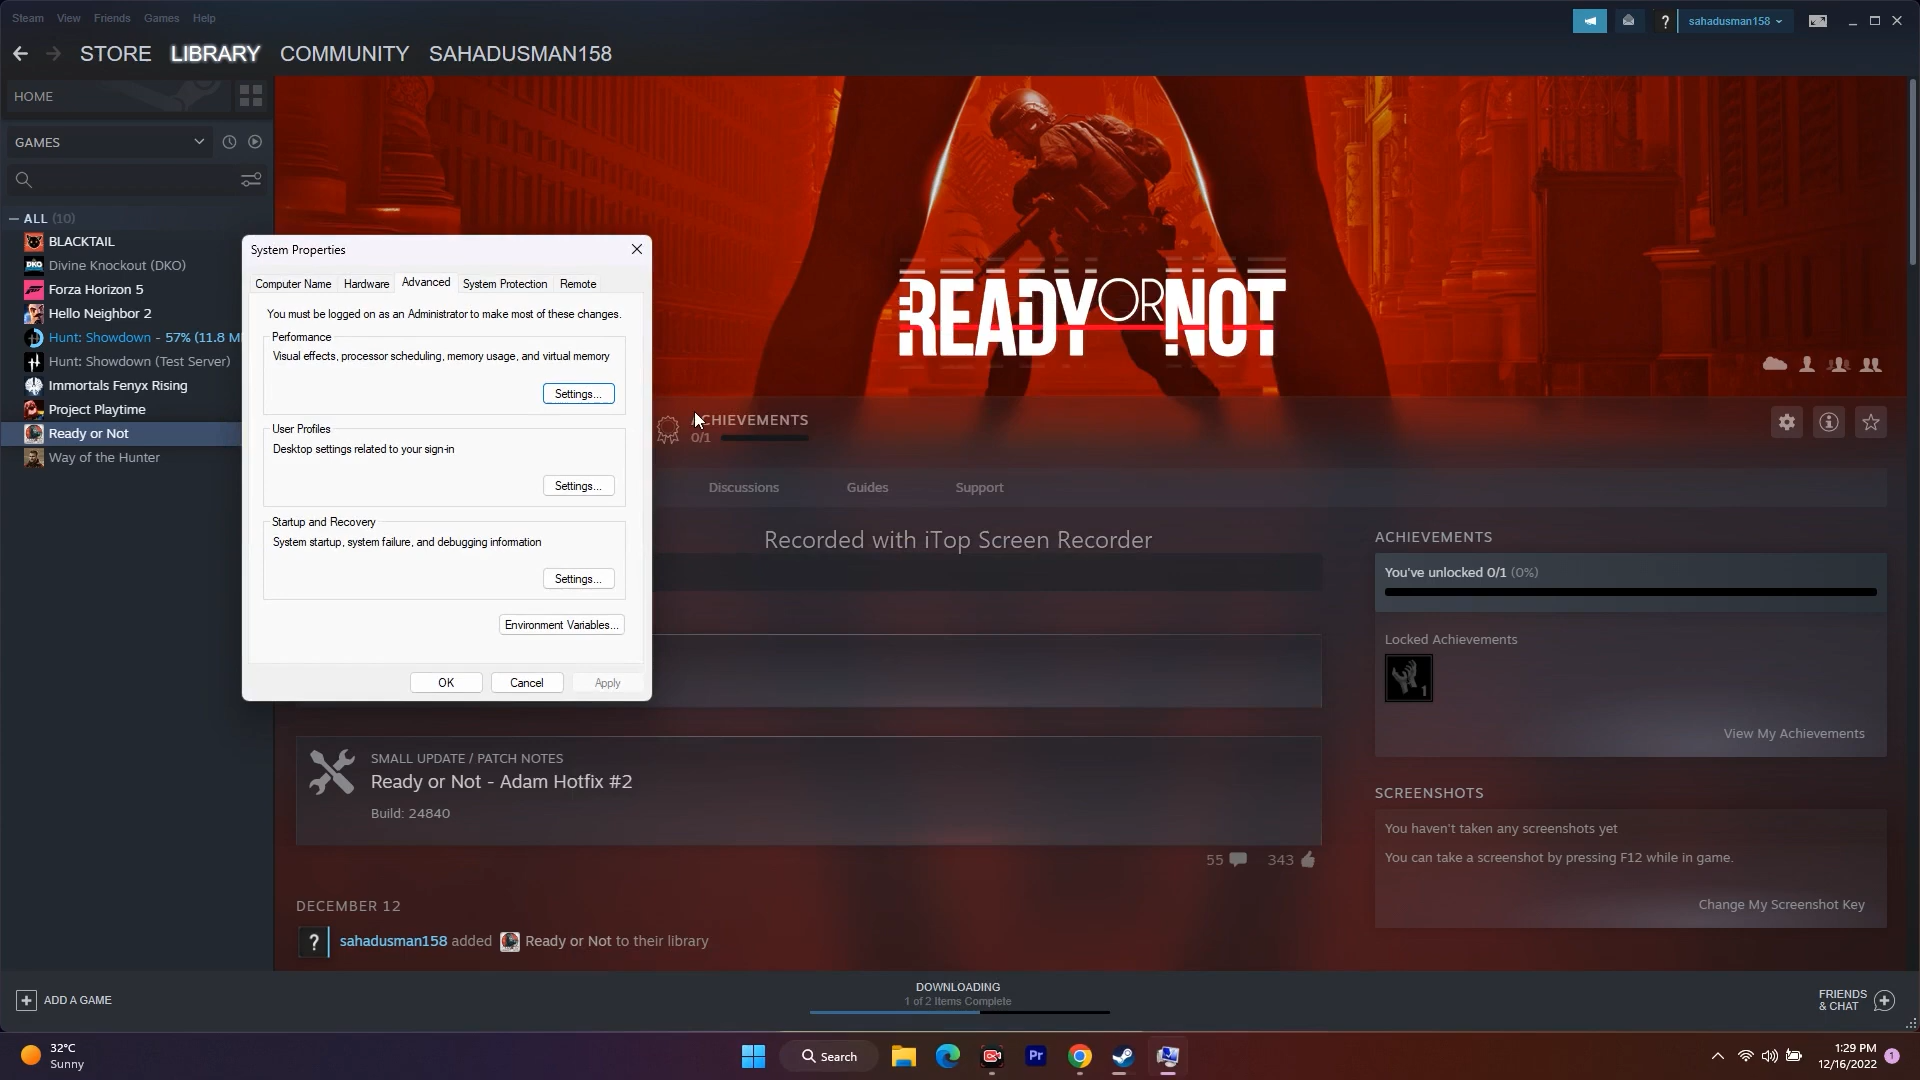 Steam View Friends Games Help
sahadusman158
STORE LIBRARY COMMUNITY SAHADUSMAN158
HOME
GAMES
ALL (10)
BLACKTAIL
Divine Knockout (DKO)
Forza Horizon 5
Hello Neighbor 2
Hunt: Showdown - 57% (11.8 M
Hunt: Showdown (Test Server)
Immortals Fenyx Rising
Project Playtime
Ready or Not
Way of the Hunter
System Properties
Computer Name Hardware Advanced System Protection Remote
You must be logged on as an Administrator to make most of these changes.
Performance
Visual effects, processor scheduling, memory usage, and virtual memory
Settings...
User Profiles
Desktop settings related to your sign-in
Settings...
Startup and Recovery
System startup, system failure, and debugging information
Settings...
Environment Variables...
OK Cancel Apply
READY OR NOT
ACHIEVEMENTS
0/1
Discussions Guides Support
Recorded with iTop Screen Recorder
SMALL UPDATE / PATCH NOTES
Ready or Not - Adam Hotfix #2
Build: 24840
55 343
DECEMBER 12
? sahadusman158 added Ready or Not to their library
ACHIEVEMENTS
You've unlocked 0/1 (0%)
Locked Achievements
1
View My Achievements
SCREENSHOTS
You haven't taken any screenshots yet
You can take a screenshot by pressing F12 while in game.
Change My Screenshot Key
ADD A GAME
DOWNLOADING
1 of 2 Items Complete
FRIENDS
& CHAT
32°C
Sunny
Search
Pr
1:29 PM
12/16/2022
1